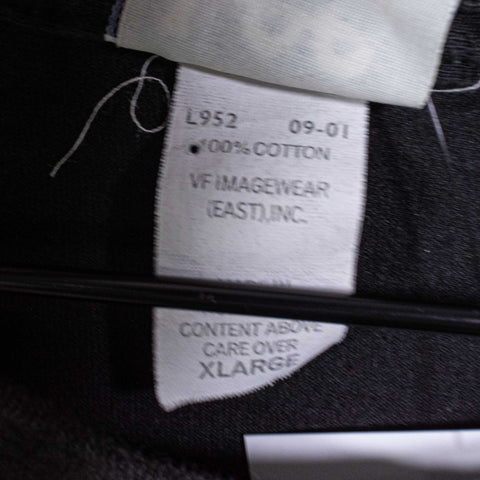 L952 09-01
100% COTTON
VF IMAGEWEAR
(EAST), INC.
CONTENT ABOVE
CARE OVER
XLARGE